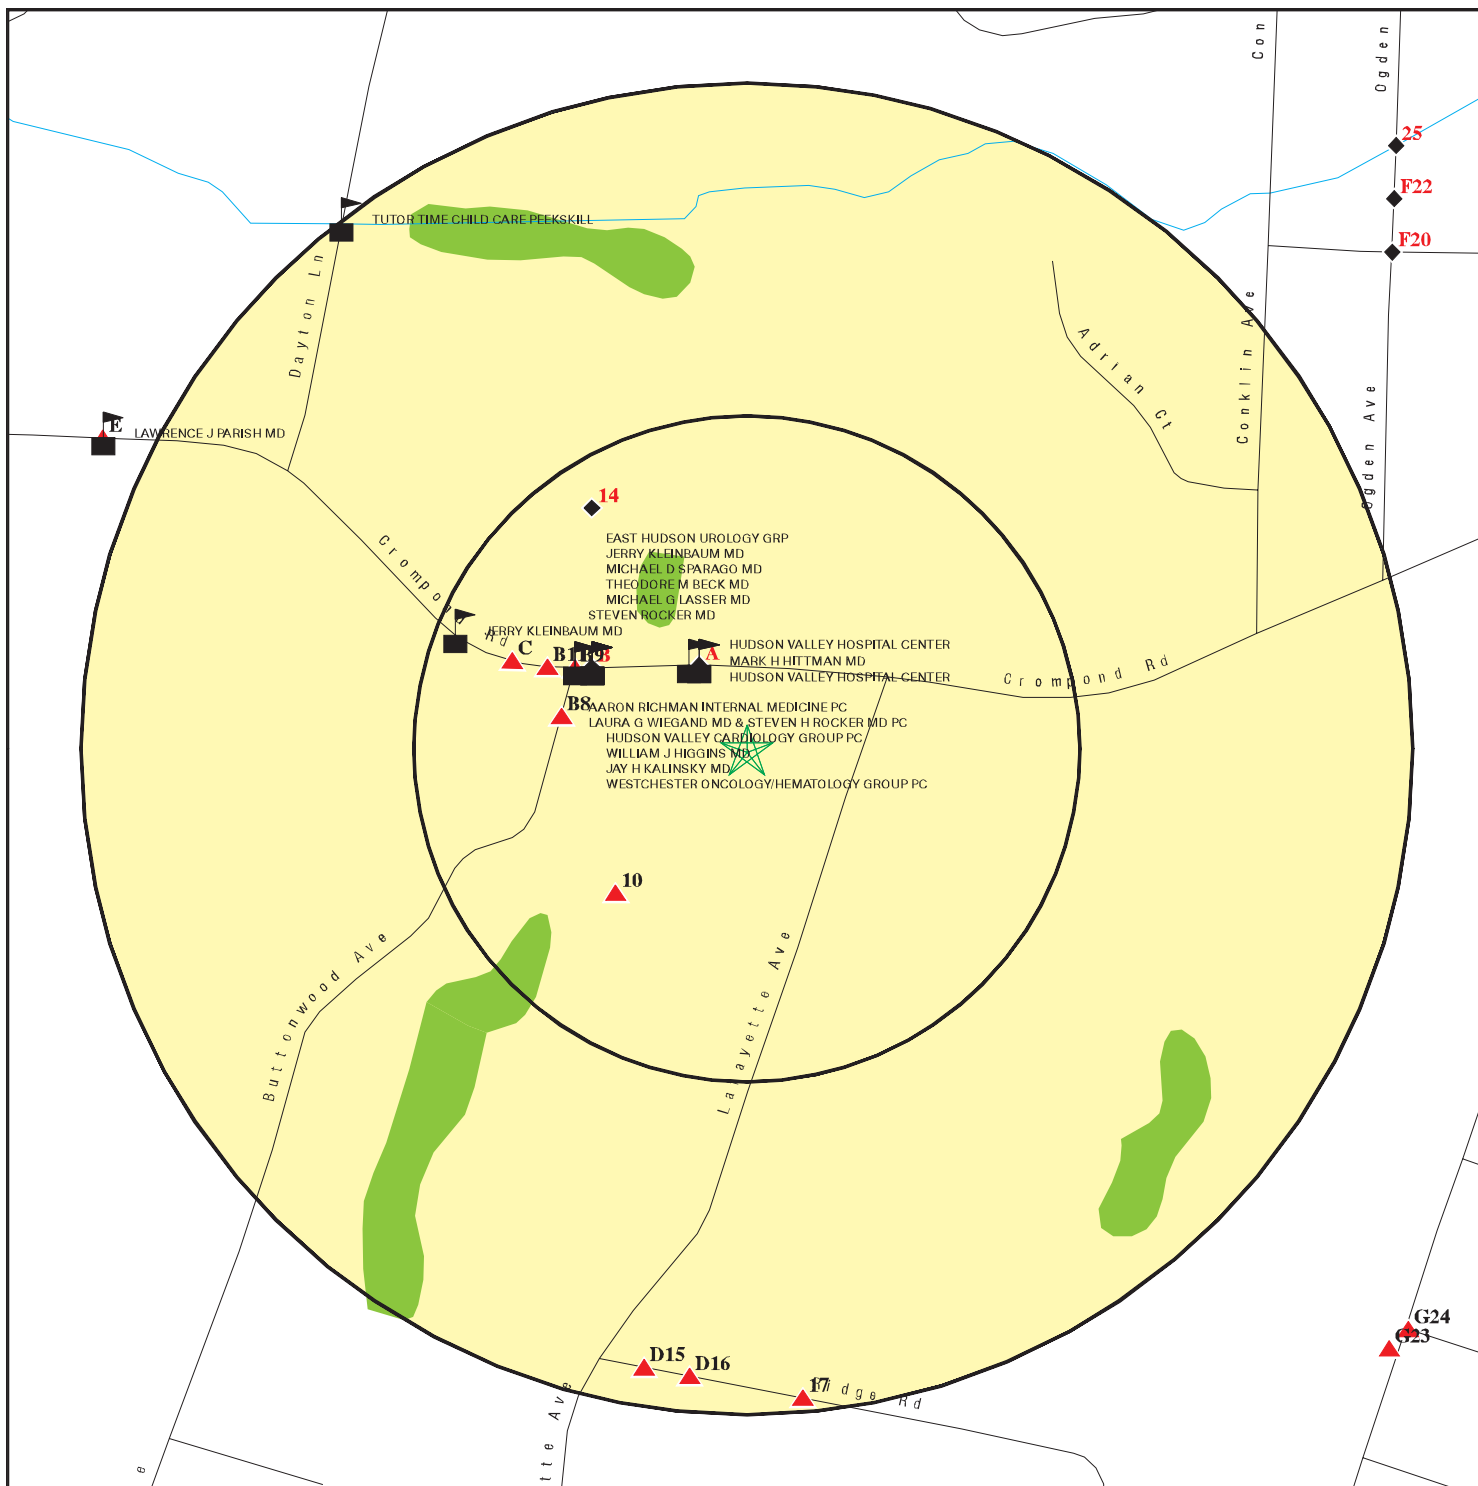 Con
Ogden
25
F22
F20
TUTOR TIME CHILD CARE PEEKSKILL
Dayton Ln
Adrian Ct
Conklin Ave
Ogden Ave
E
LAWRENCE J PARISH MD
14
Crompond Rd
EAST HUDSON UROLOGY GRP
JERRY KLEINBAUM MD
MICHAEL D SPARAGO MD
THEODORE M BECK MD
MICHAEL G LASSER MD
STEVEN ROCKER MD
JERRY KLEINBAUM MD
C
B
A
HUDSON VALLEY HOSPITAL CENTER
MARK H HITTMAN MD
HUDSON VALLEY HOSPITAL CENTER
Crompond Rd
B8
AARON RICHMAN INTERNAL MEDICINE PC
LAURA G WIEGAND MD & STEVEN H ROCKER MD PC
HUDSON VALLEY CARDIOLOGY GROUP PC
WILLIAM J HIGGINS MD
JAY H KALINSKY MD
WESTCHESTER ONCOLOGY/HEMATOLOGY GROUP PC
10
Buttonwood Ave
Lafayette Ave
G24
G23
D15
D16
17
Ridge Rd
tte Ave
e